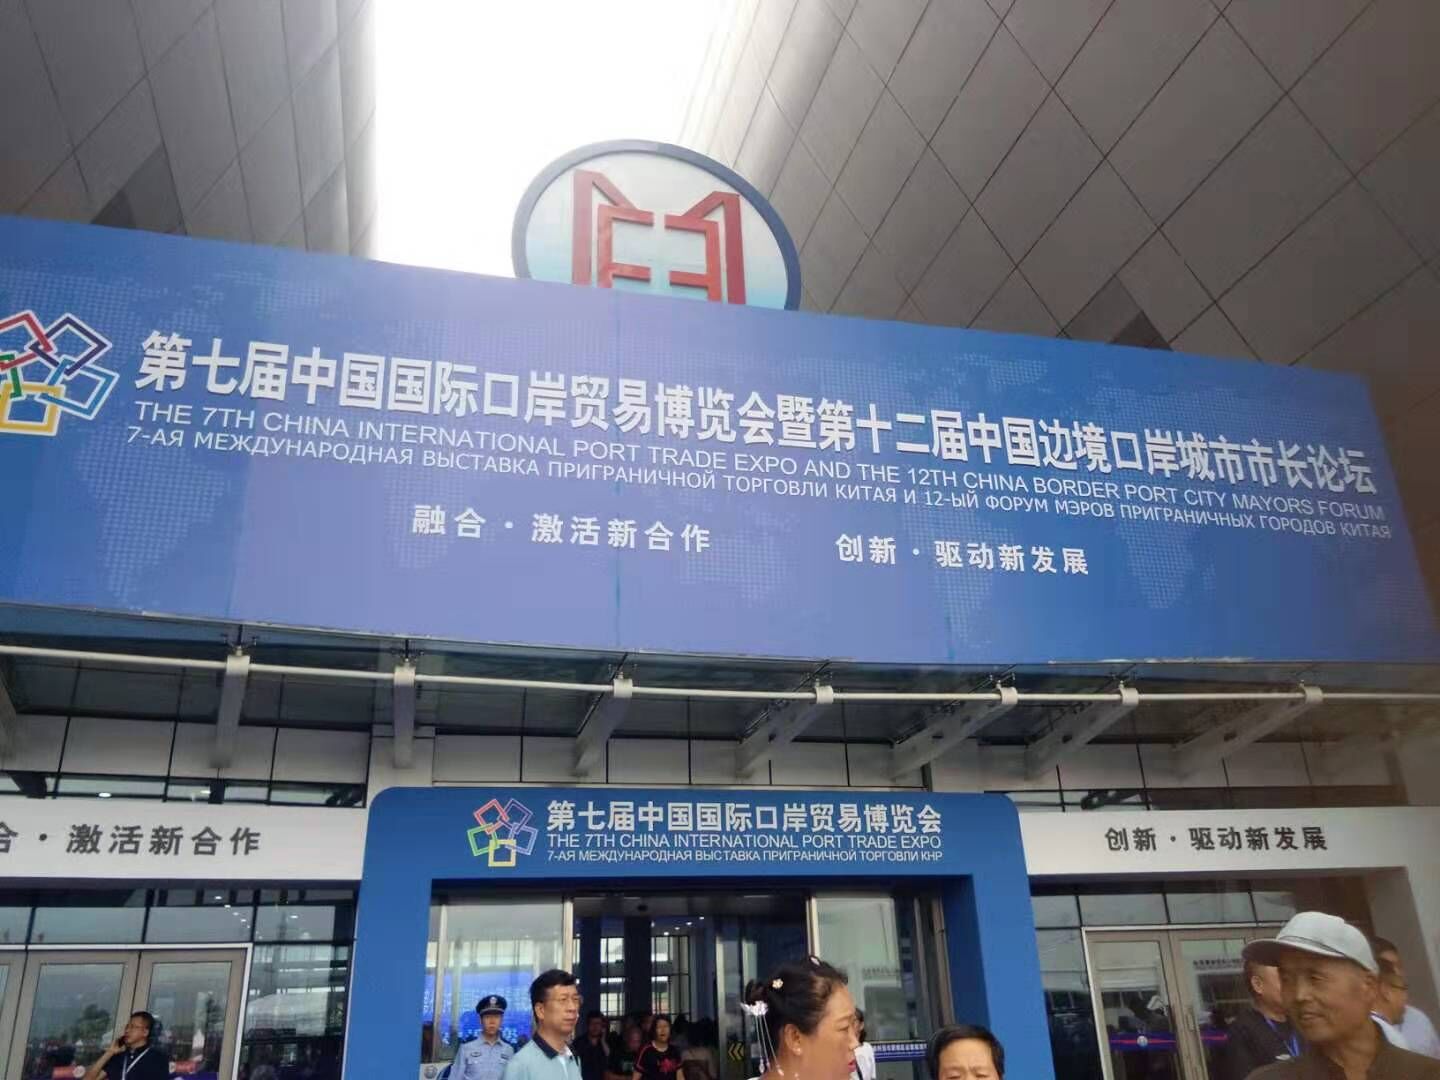 第七届中国国际口岸贸易博览会暨第十二届中国边境口岸城市市长论坛
THE 7TH CHINA INTERNATIONAL PORT TRADE EXPO AND THE 12TH CHINA BORDER PORT CITY MAYORS FORUM
7-АЯ МЕЖДУНАРОДНАЯ ВЫСТАВКА ПРИГРАНИЧНОЙ ТОРГОВЛИ КИТАЯ И 12-ЫЙ ФОРУМ МЭРОВ ПРИГРАНИЧНЫХ ГОРОДОВ КИТАЯ
融合·激活新合作 创新·驱动新发展
第七届中国国际口岸贸易博览会
THE 7TH CHINA INTERNATIONAL PORT TRADE EXPO
7-АЯ МЕЖДУНАРОДНАЯ ВЫСТАВКА ПРИГРАНИЧНОЙ ТОРГОВЛИ КНР
合·激活新合作
创新·驱动新发展